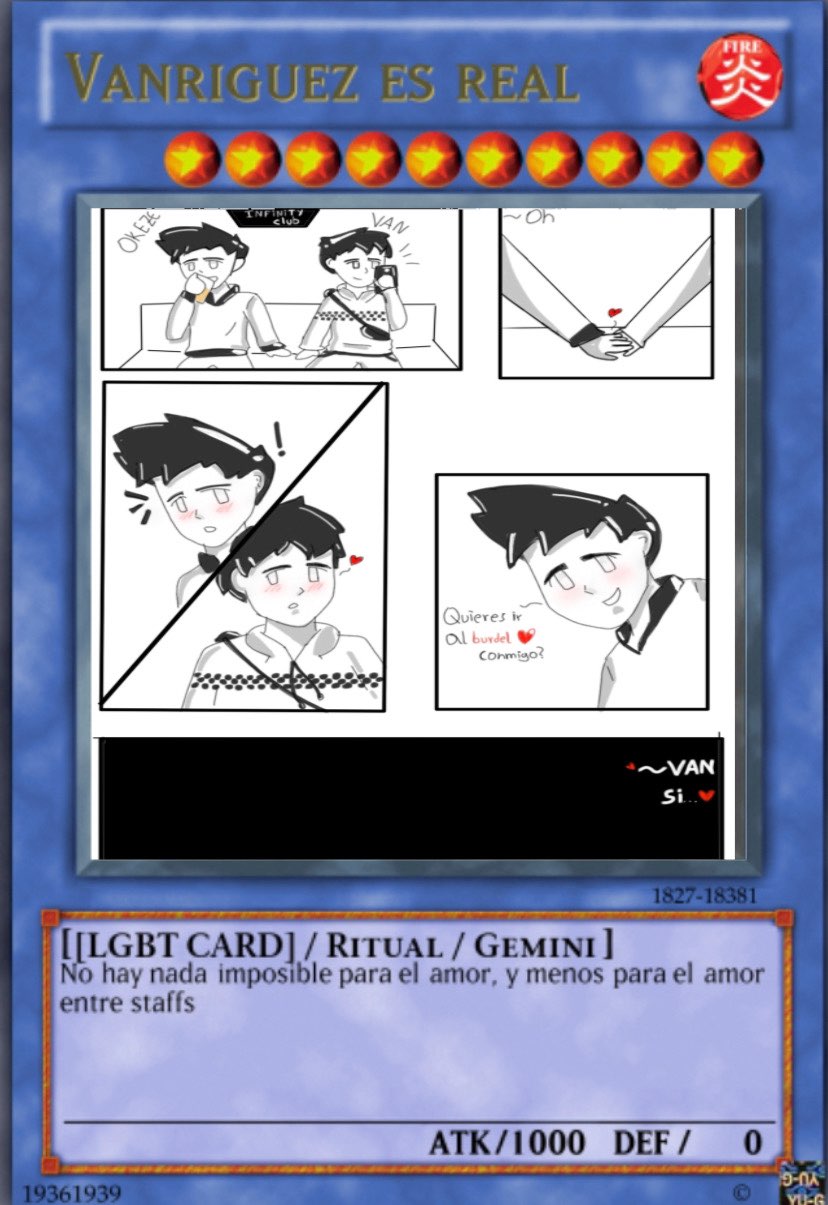 VANRIGUEZ ES REAL
FIRE
炎
OKEZE
INFINITY
club
VAN
~Oh
!
Quieres ir
al burdel
conmigo?
~VAN
Si...
1827-18381
[[LGBT CARD] / RITUAL / GEMINI]
No hay nada imposible para el amor, y menos para el amor
entre staffs
ATK/1000 DEF/ 0
19361939
©
YU-G